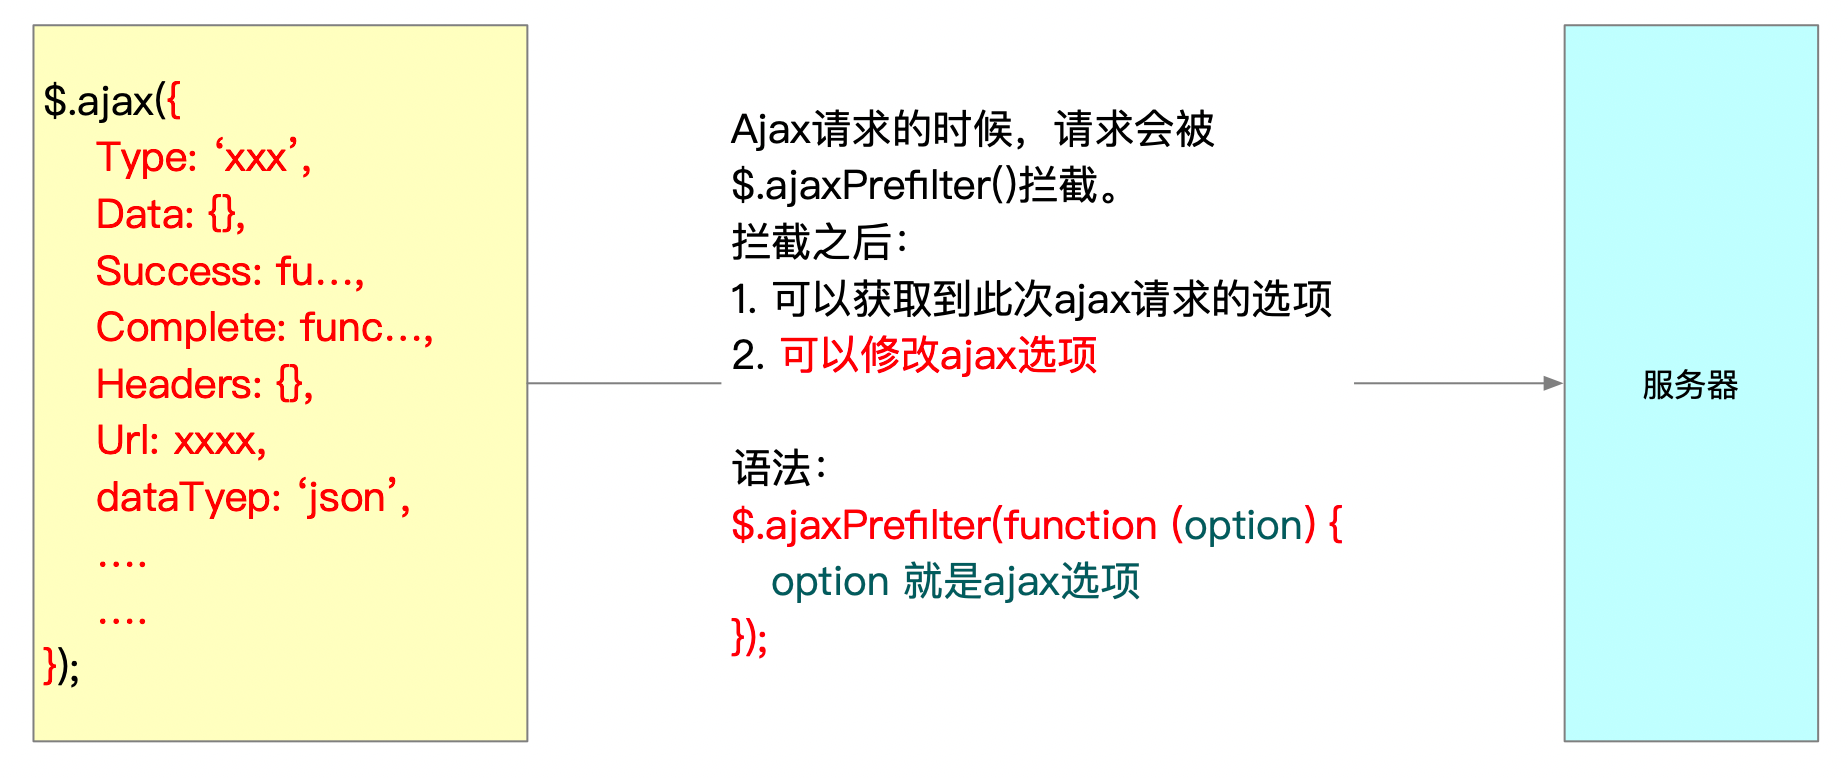 $.ajax({
Type: ‘xxx’,
Data: {},
Success: fu…,
Complete: func…,
Headers: {},
Url: xxxx,
dataTyep: ‘json’,
….
….
});
Ajax请求的时候，请求会被
$.ajaxPrefilter()拦截。
拦截之后：
1. 可以获取到此次ajax请求的选项
2. 可以修改ajax选项
语法：
$.ajaxPrefilter(function (option) {
option 就是ajax选项
});
服务器